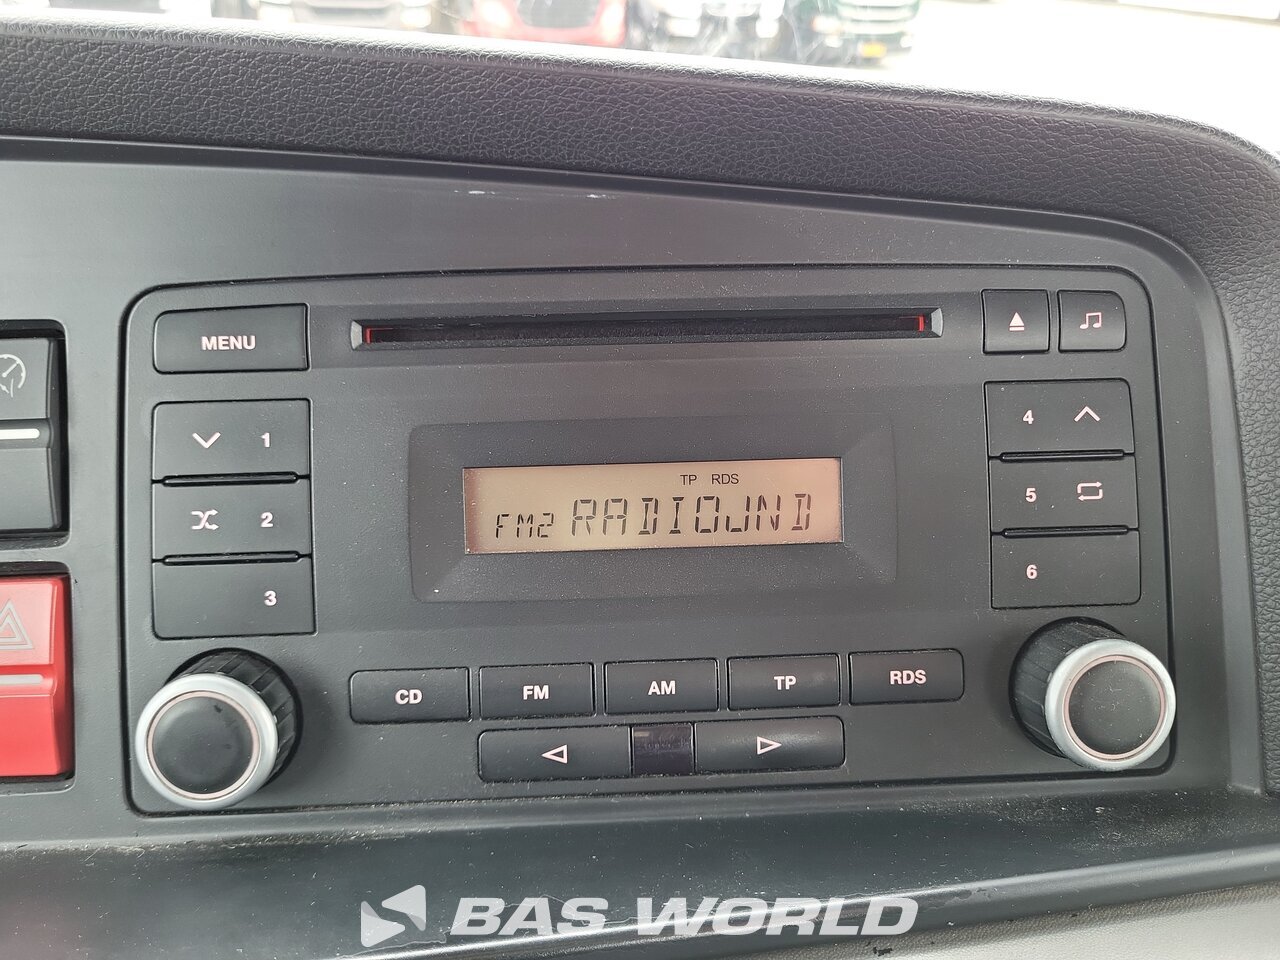 MENU
1
2
3
4
5
6
TP RDS
FM2 RADIOJND
CD FM AM TP RDS
BAS WORLD